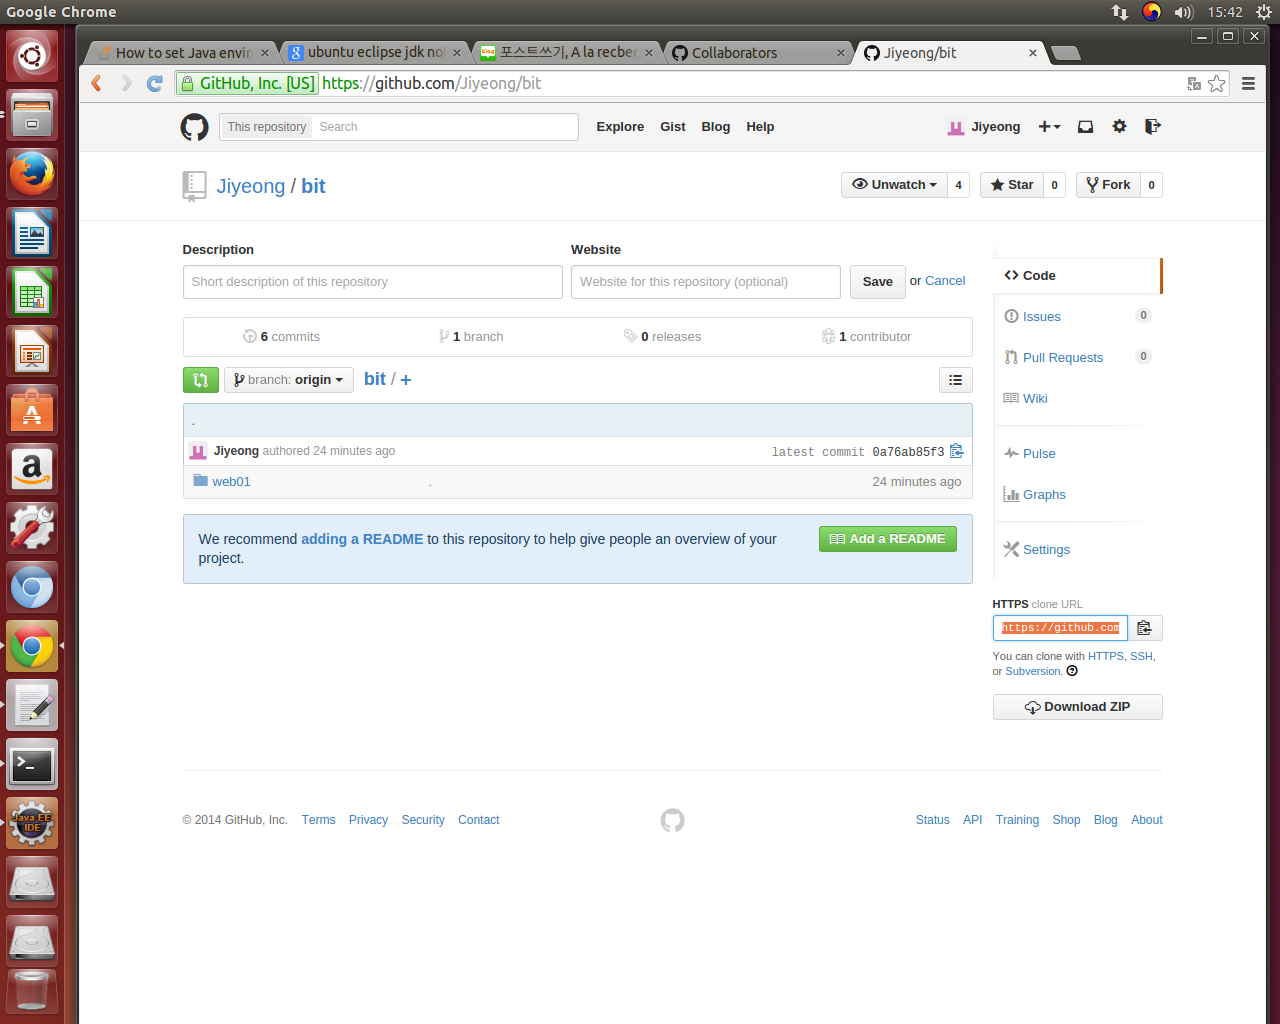 Google Chrome
15:42
How to set Java envir
ubuntu eclipse jdk no
포스트쓰기, A la recber
Collaborators
Jiyeong/bit
GitHub, Inc. [US] https://github.com/Jiyeong/bit
This repository Search
Explore Gist Blog Help
Jiyeong
Jiyeong / bit
Unwatch 4
Star 0
Fork 0
Description
Website
Short description of this repository
Website for this repository (optional)
Save or Cancel
6 commits
1 branch
0 releases
1 contributor
branch: origin
bit / +
.
Jiyeong authored 24 minutes ago
latest commit 0a76ab85f3
web01 . 24 minutes ago
We recommend adding a README to this repository to help give people an overview of your
project.
Add a README
Code
Issues 0
Pull Requests 0
Wiki
Pulse
Graphs
Settings
HTTPS clone URL
https://github.com
You can clone with HTTPS, SSH,
or Subversion.
Download ZIP
© 2014 GitHub, Inc. Terms Privacy Security Contact
Status API Training Shop Blog About
Java EE
IDE